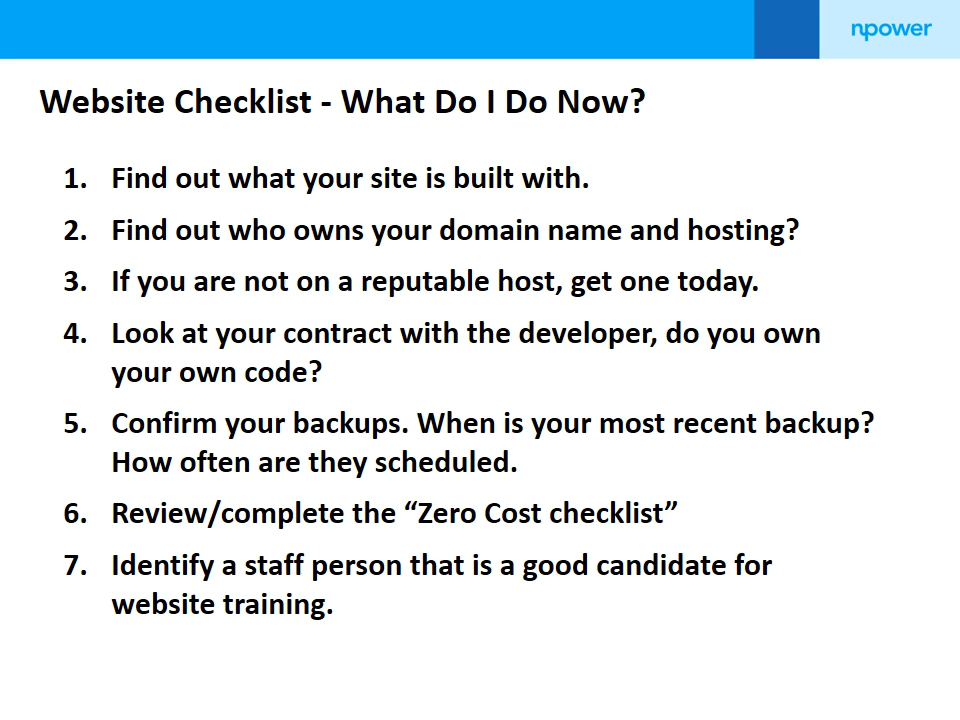 npower
Website Checklist - What Do I Do Now?
1. Find out what your site is built with.
2. Find out who owns your domain name and hosting?
3. If you are not on a reputable host, get one today.
4. Look at your contract with the developer, do you own
your own code?
5. Confirm your backups. When is your most recent backup?
How often are they scheduled.
6. Review/complete the “Zero Cost checklist”
7. Identify a staff person that is a good candidate for
website training.